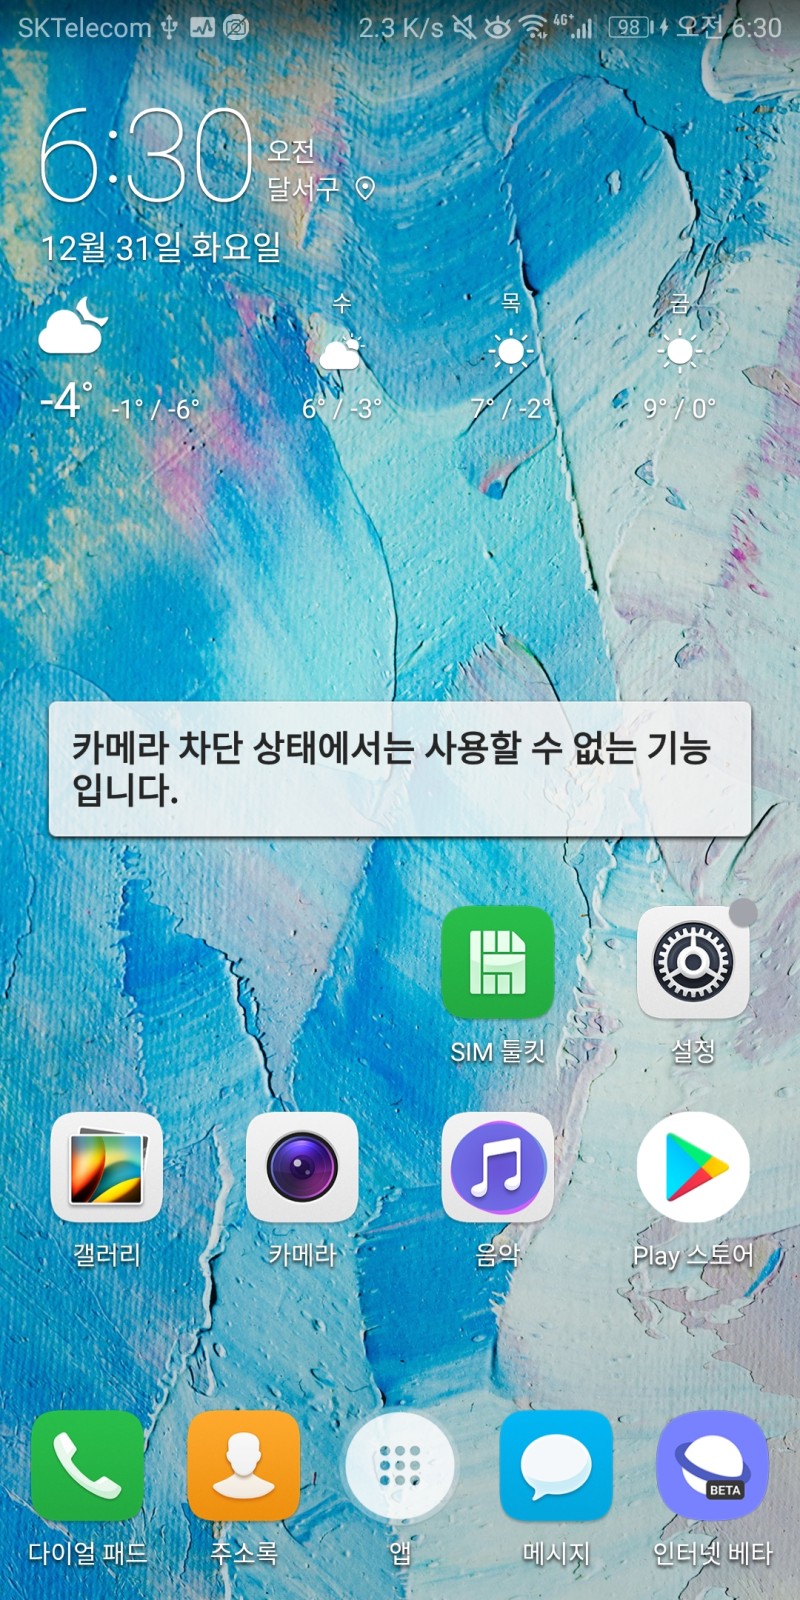 SKTelecom 2.3 K/s 4G+ 98 오전 6:30
6:30 오전
달서구
12월 31일 화요일
수 목 금
-4° -1° / -6° 6° / -3° 7° / -2° 9° / 0°
카메라 차단 상태에서는 사용할 수 없는 기능
입니다.
SIM 툴킷 설정
갤러리 카메라 음악 Play 스토어
BETA
다이얼 패드 주소록 앱 메시지 인터넷 베타